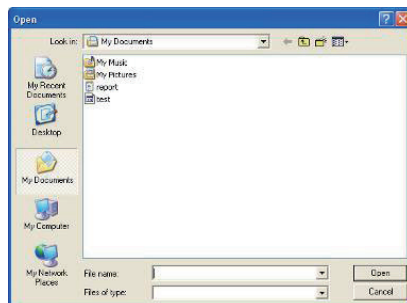 Open
Look in:
My Documents
My Recent
Documents
Desktop
My Documents
My Computer
My Network
Places
My Music
My Pictures
report
test
File name:
Open
Files of type:
Cancel